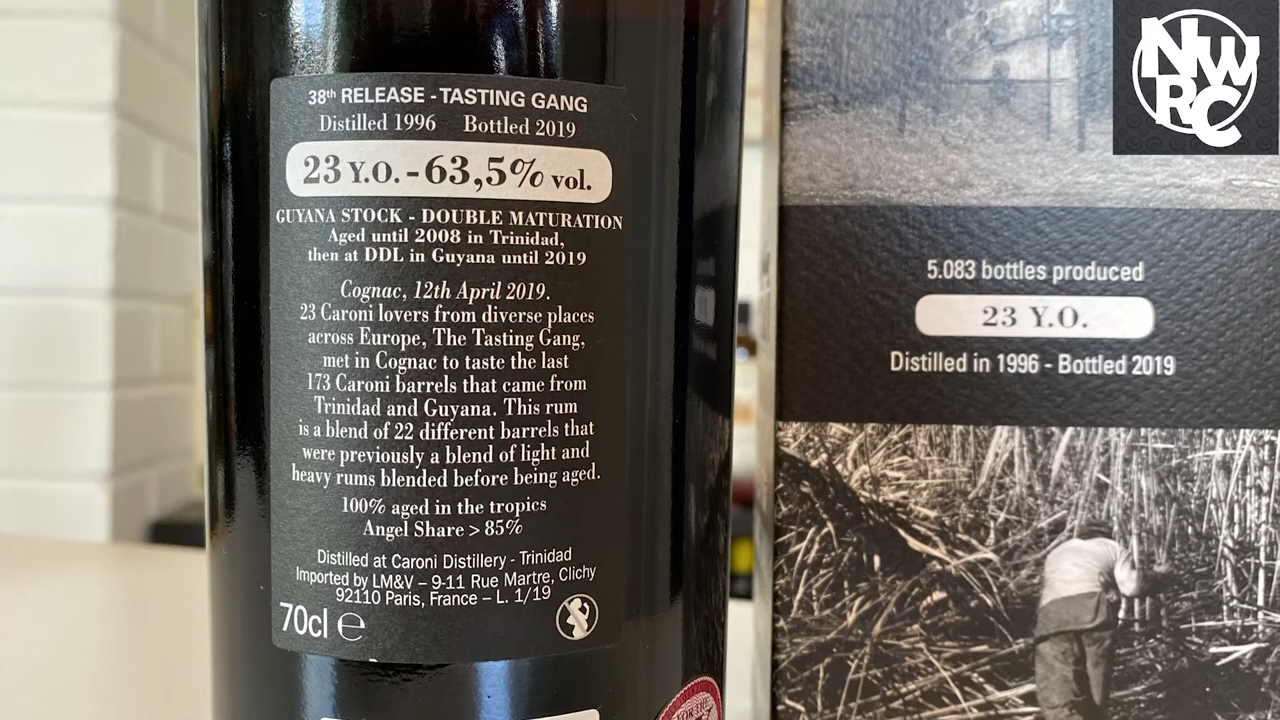 38th RELEASE - TASTING GANG
Distilled 1996 Bottled 2019
23 Y.O. - 63,5% vol.
GUYANA STOCK - DOUBLE MATURATION
Aged until 2008 in Trinidad,
then at DDL in Guyana until 2019
Cognac, 12th April 2019.
23 Caroni lovers from diverse places
across Europe, The Tasting Gang,
met in Cognac to taste the last
173 Caroni barrels that came from
Trinidad and Guyana. This rum
is a blend of 22 different barrels that
were previously a blend of light and
heavy rums blended before being aged.
100% aged in the tropics
Angel Share > 85%
Distilled at Caroni Distillery - Trinidad
Imported by LM&V – 9-11 Rue Martre, Clichy
92110 Paris, France – L. 1/19
70cl ℮
5.083 bottles produced
23 Y.O.
Distilled in 1996 - Bottled 2019
NW
RC